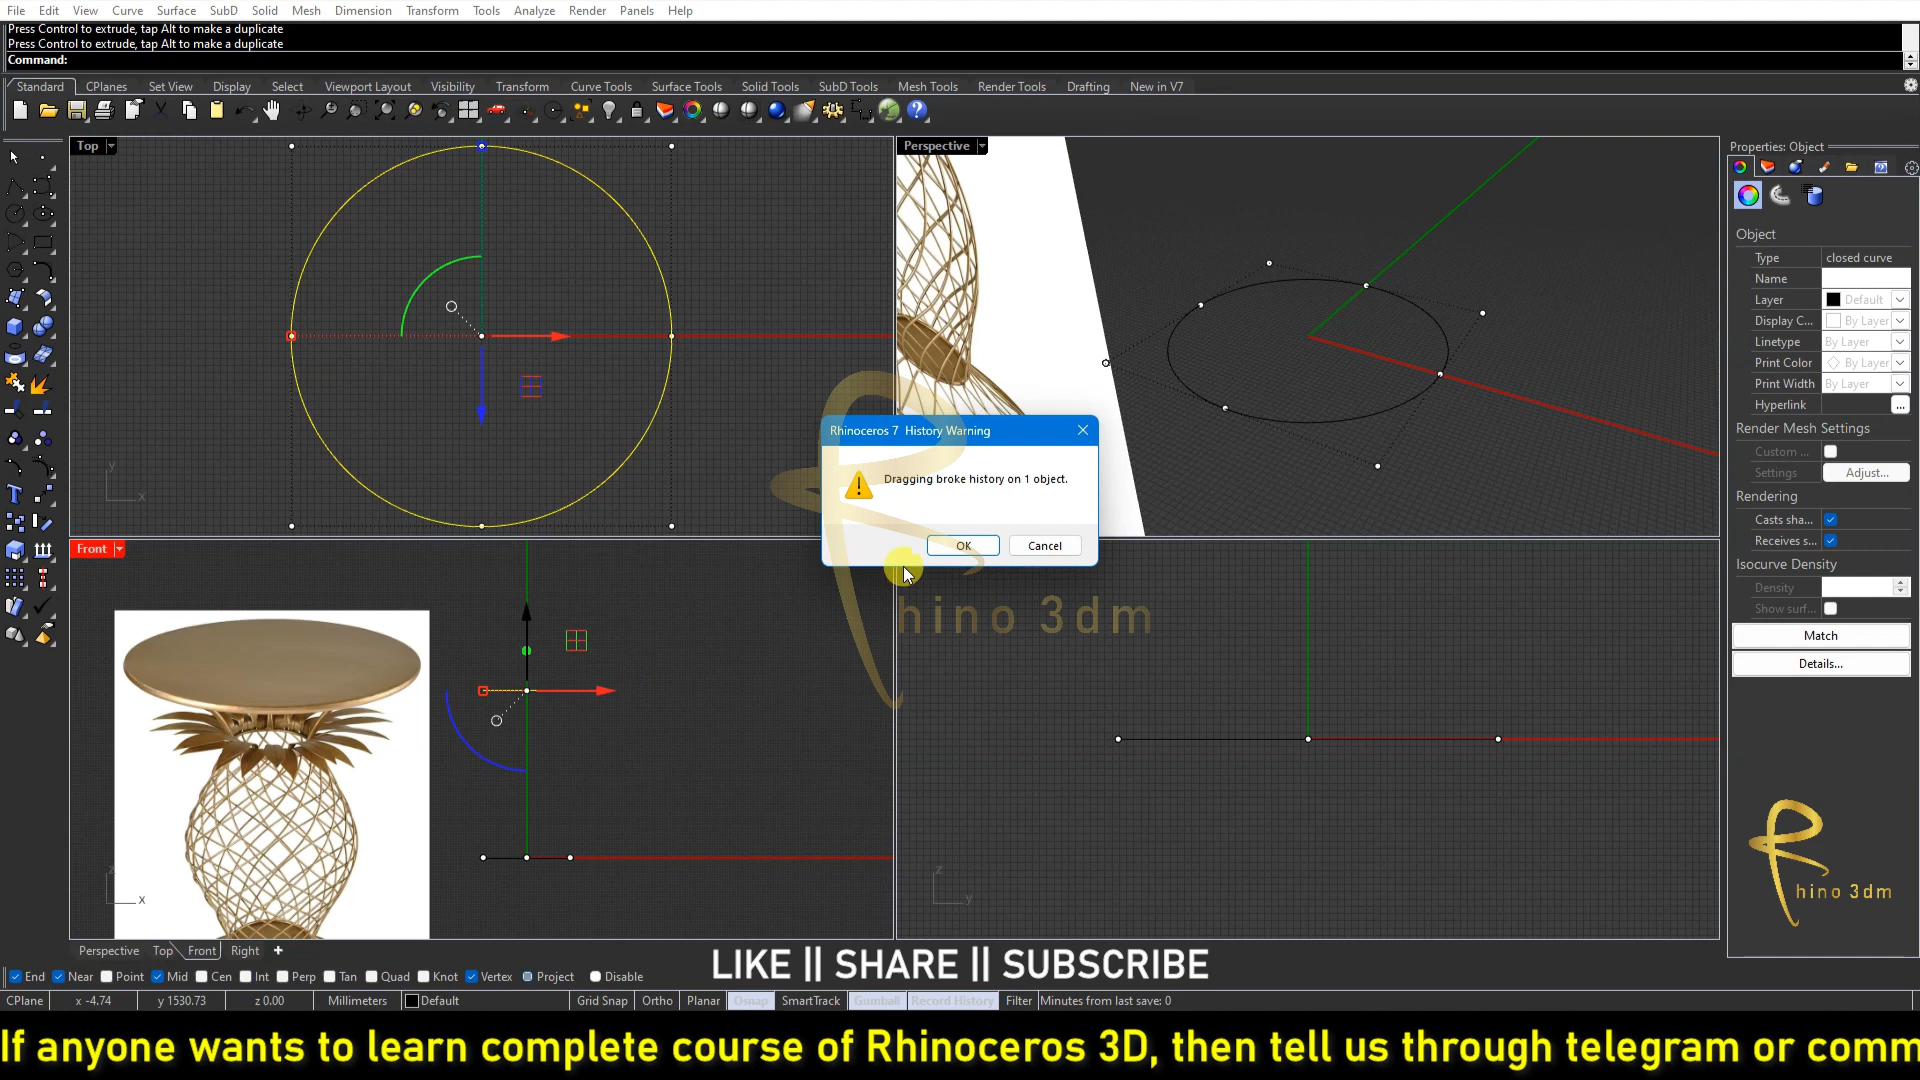 File Edit View Curve Surface SubD Solid Mesh Dimension Transform Tools Analyze Render Panels Help
Press Control to extrude, tap Alt to make a duplicate
Press Control to extrude, tap Alt to make a duplicate
Command:
Standard CPlanes Set View Display Select Viewport Layout Visibility Transform Curve Tools Surface Tools Solid Tools SubD Tools Mesh Tools Render Tools Drafting New in V7
Top
y
x
Perspective
Front
z
x
z
y
Rhinoceros 7 History Warning
Dragging broke history on 1 object.
OK Cancel
hino 3dm
Properties: Object
Object
Type closed curve
Name
Layer Default
Display C... By Layer
Linetype By Layer
Print Color By Layer
Print Width By Layer
Hyperlink ...
Render Mesh Settings
Custom ...
Settings Adjust...
Rendering
Casts sha...
Receives s...
Isocurve Density
Density
Show surf...
Match
Details...
Rhino 3dm
Perspective Top Front Right
LIKE || SHARE || SUBSCRIBE
End Near Point Mid Cen Int Perp Tan Quad Knot Vertex Project Disable
CPlane x -4.74 y 1530.73 z 0.00 Millimeters Default Grid Snap Ortho Planar Osnap SmartTrack Gumball Record History Filter Minutes from last save: 0
If anyone wants to learn complete course of Rhinoceros 3D, then tell us through telegram or comm